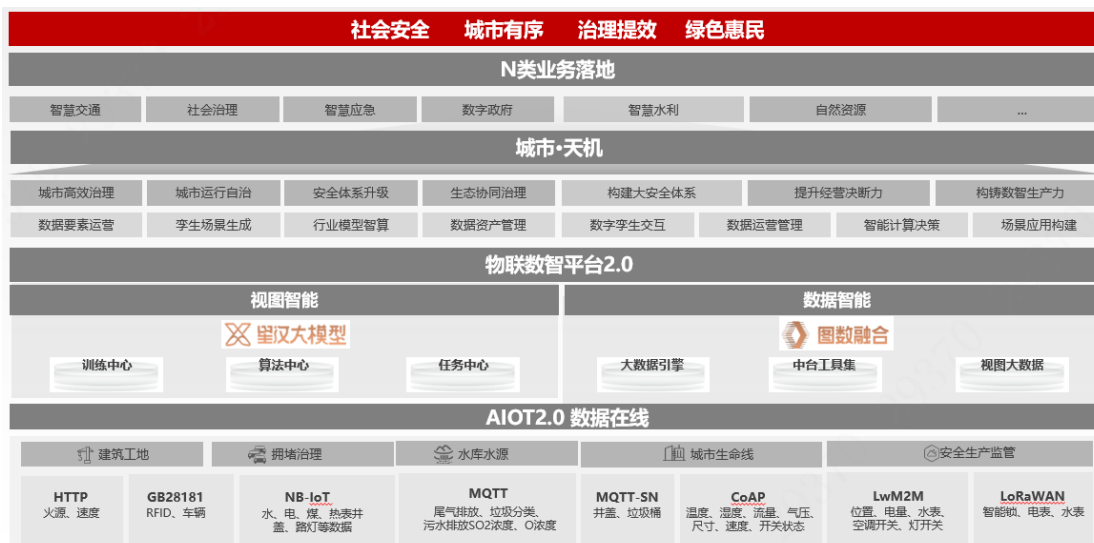 社会安全 城市有序 治理提效 绿色惠民
N类业务落地
智慧交通 社会治理 智慧应急 数字政府 智慧水利 自然资源 ...
城市·天机
城市高效治理 城市运行自治 安全体系升级 生态协同治理 构建大安全体系 提升经营决断力 构铸数智生产力
数据要素运营 孪生场景生成 行业模型智算 数据资产管理 数字孪生交互 数据运营管理 智能计算决策 场景应用构建
物联数智平台2.0
视图智能 数据智能
星汉大模型 图数融合
训练中心 算法中心 任务中心 大数据引擎 中台工具集 视图大数据
AIOT2.0 数据在线
建筑工地 拥堵治理 水库水源 城市生命线 安全生产监管
HTTP
火源、速度
GB28181
RFID、车辆
NB-IoT
水、电、煤、热表井
盖、路灯等数据
MQTT
尾气排放、垃圾分类、
污水排放SO2浓度、O浓度
MQTT-SN
井盖、垃圾桶
CoAP
温度、湿度、流量、气压、
尺寸、速度、开关状态
LwM2M
位置、电量、水表、
空调开关、灯开关
LoRaWAN
智能锁、电表、水表